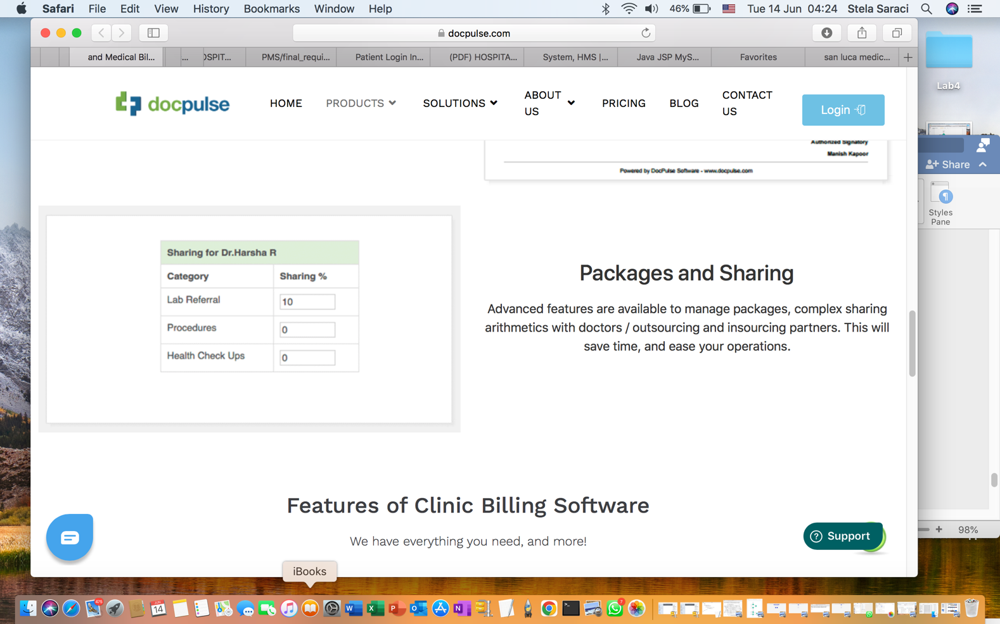 Safari File Edit View History Bookmarks Window Help 46% Tue 14 Jun 04:24 Stela Saraci
docpulse.com
and Medical Bil... ... OSPIT... PMS/final_requi... Patient Login In... (PDF) HOSPITA... System, HMS |... Java JSP MyS... Favorites san luca medic...
Lab4
docpulse
HOME PRODUCTS SOLUTIONS ABOUT US PRICING BLOG CONTACT US Login
Authorized Signatory
Manish Kapoor
Powered by DocPulse Software - www.docpulse.com
Share
Styles
Pane
Sharing for Dr.Harsha R
Category Sharing %
Lab Referral 10
Procedures 0
Health Check Ups 0
Packages and Sharing
Advanced features are available to manage packages, complex sharing
arithmetics with doctors / outsourcing and insourcing partners. This will
save time, and ease your operations.
Features of Clinic Billing Software
We have everything you need, and more!
? Support
98%
iBooks
475
JUN
14
W X P O N
7